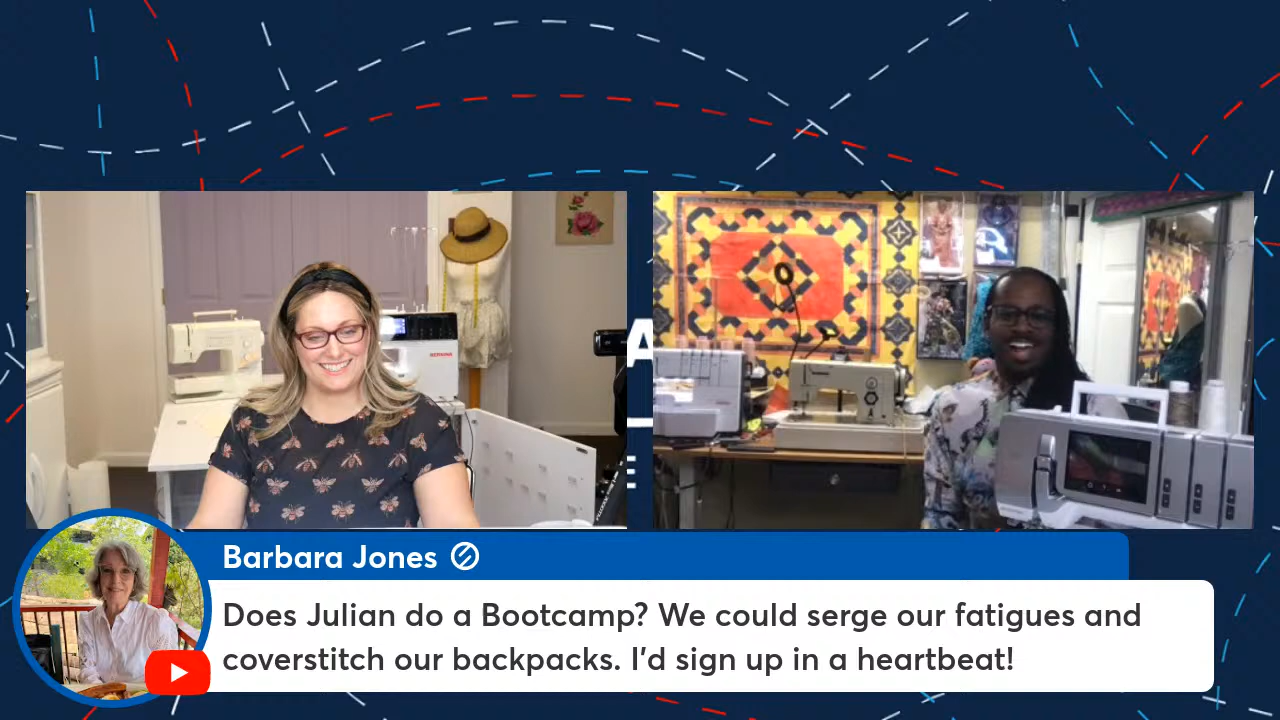 BERNINA
A
E
Barbara Jones
Does Julian do a Bootcamp? We could serge our fatigues and
coverstitch our backpacks. I'd sign up in a heartbeat!